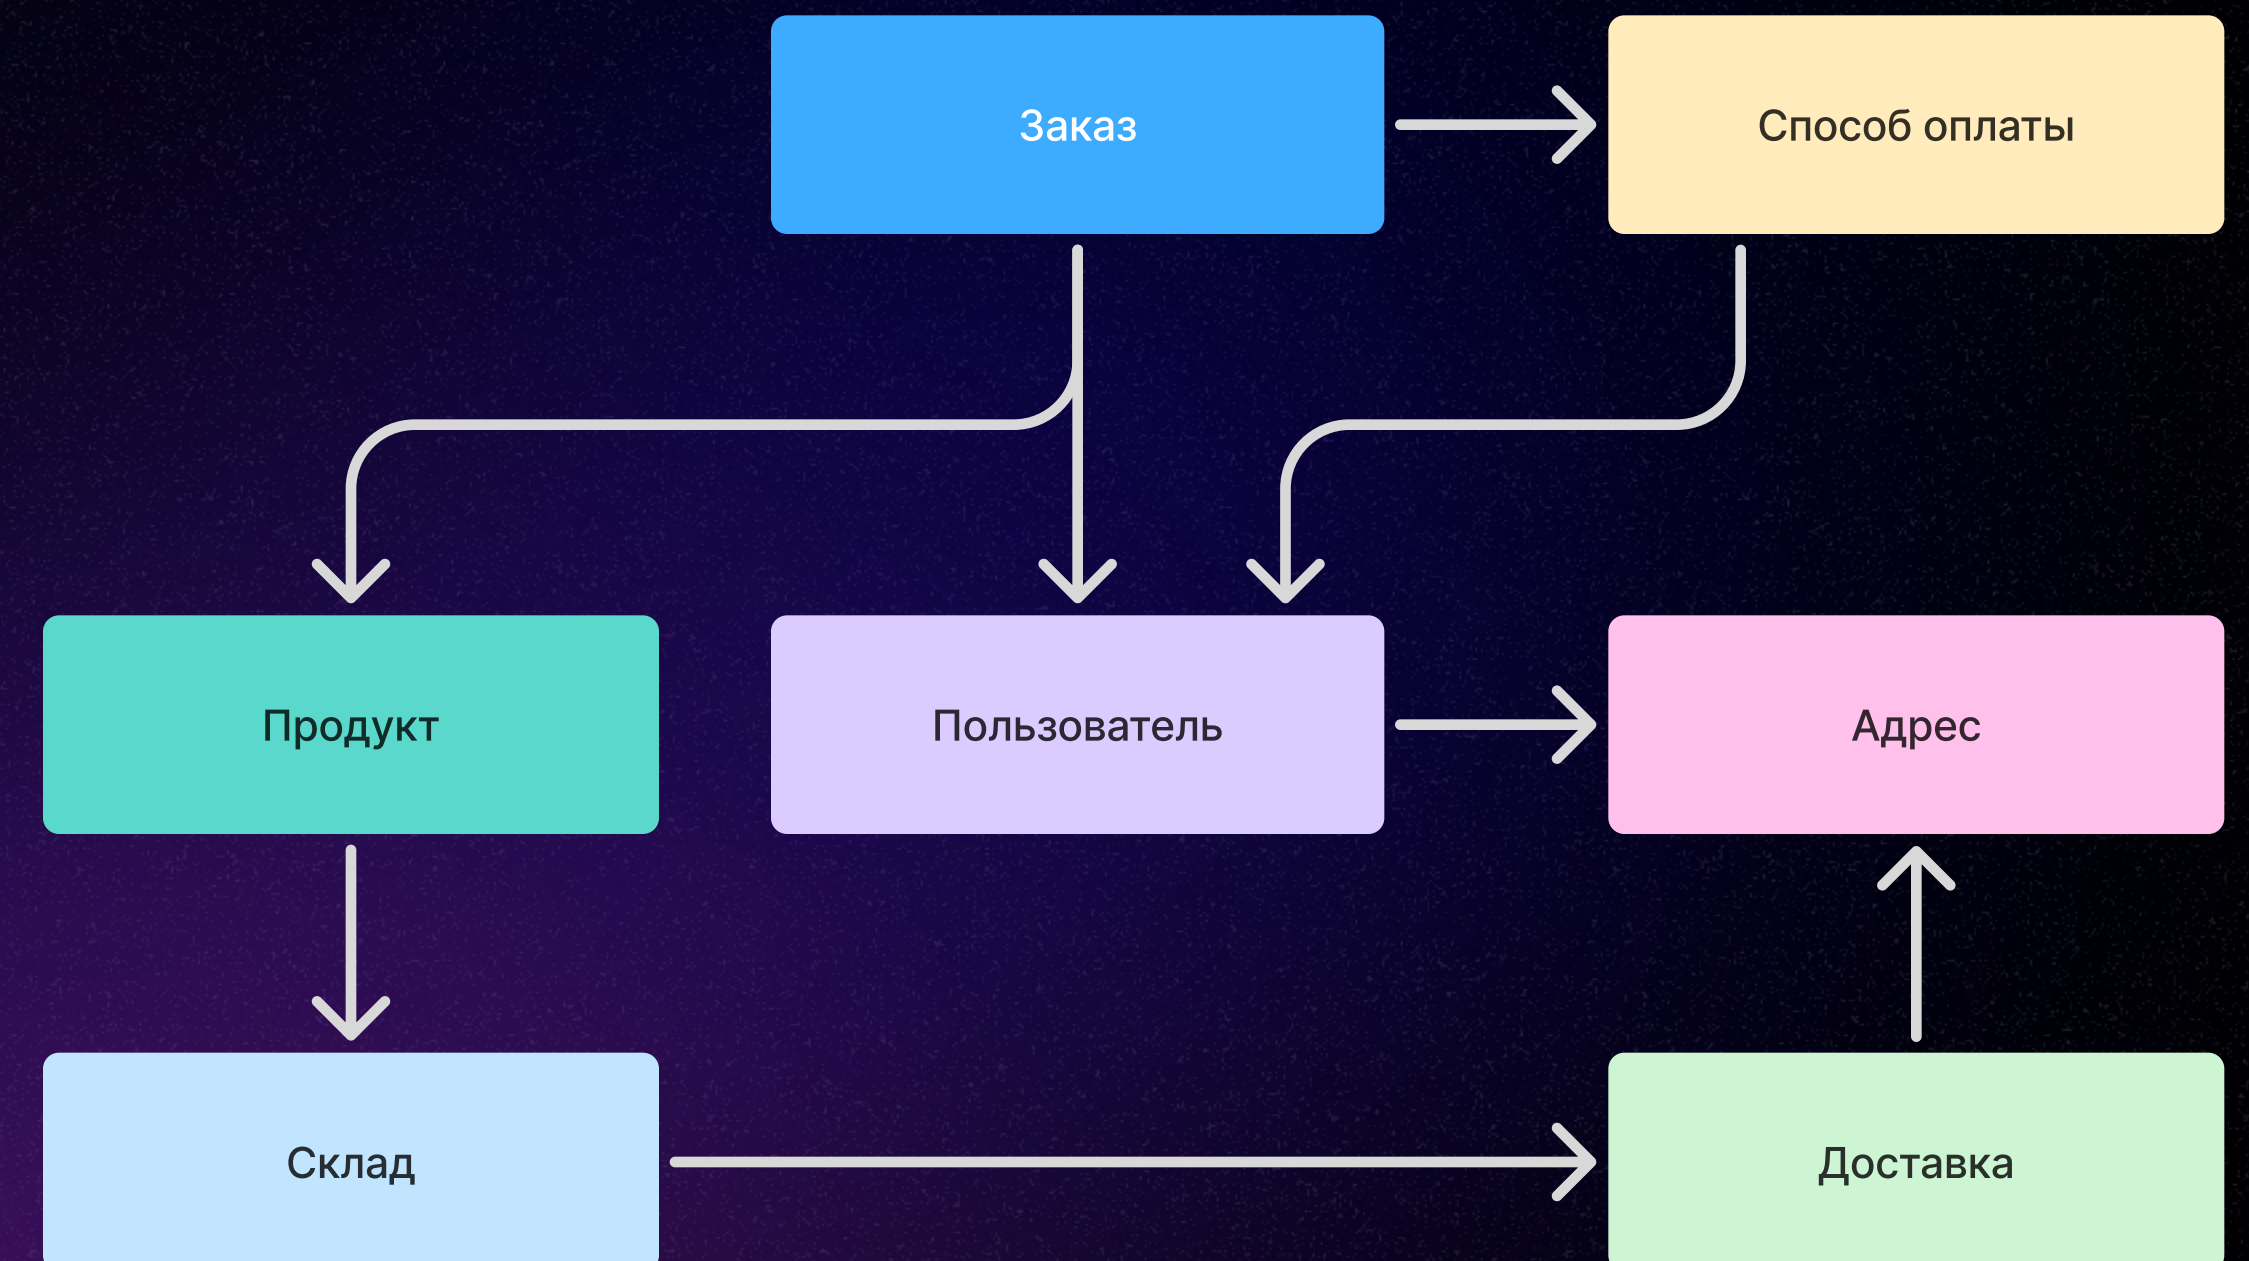 Заказ
Способ оплаты
Продукт
Пользователь
Адрес
Склад
Доставка